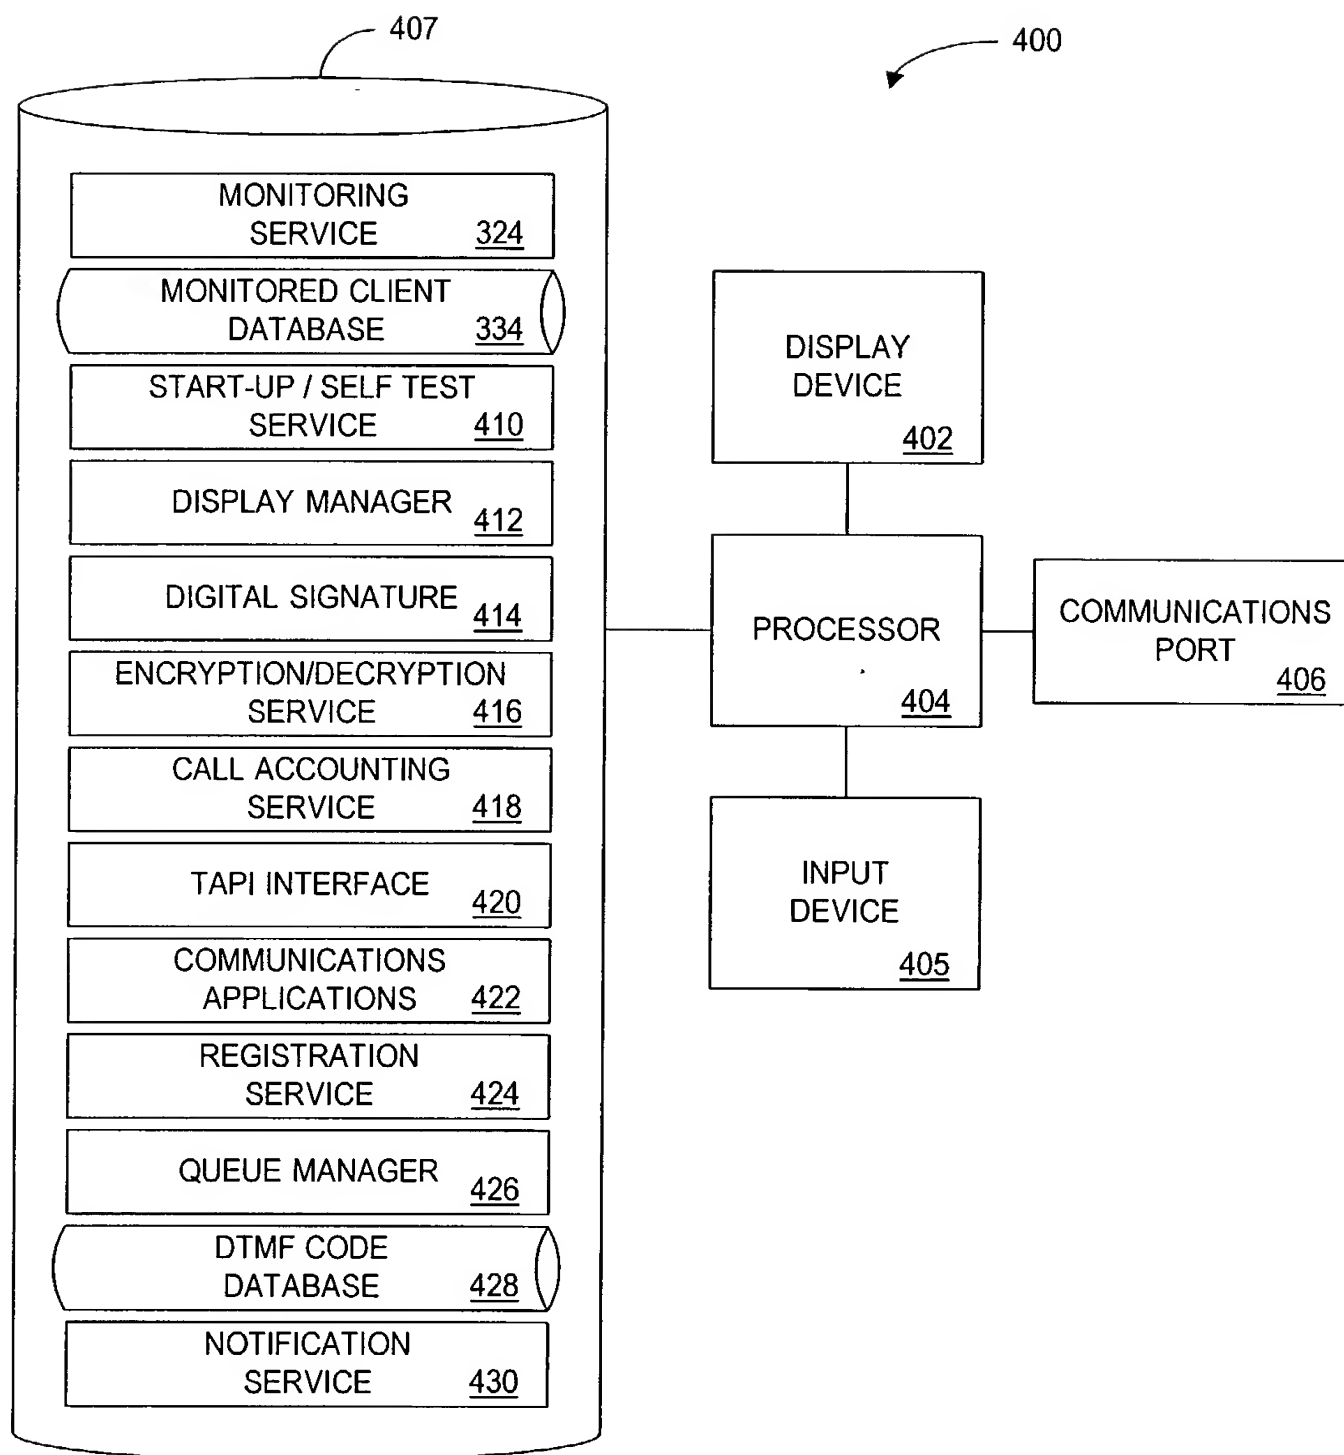 407
400
MONITORING
SERVICE 324
MONITORED CLIENT
DATABASE 334
START-UP / SELF TEST
SERVICE 410
DISPLAY MANAGER 412
DIGITAL SIGNATURE 414
ENCRYPTION/DECRYPTION
SERVICE 416
CALL ACCOUNTING
SERVICE 418
TAPI INTERFACE 420
COMMUNICATIONS
APPLICATIONS 422
REGISTRATION
SERVICE 424
QUEUE MANAGER 426
DTMF CODE
DATABASE 428
NOTIFICATION
SERVICE 430
DISPLAY
DEVICE
402
PROCESSOR
404
COMMUNICATIONS
PORT
406
INPUT
DEVICE
405